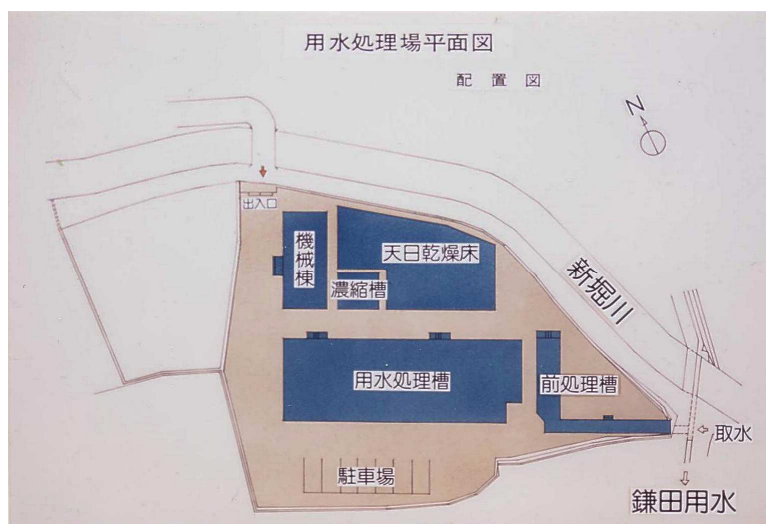 用水処理場平面図
配置図
N
出入口
機械棟
天日乾燥床
濃縮槽
新堀川
用水処理槽
前処理槽
取水
駐車場
鎌田用水